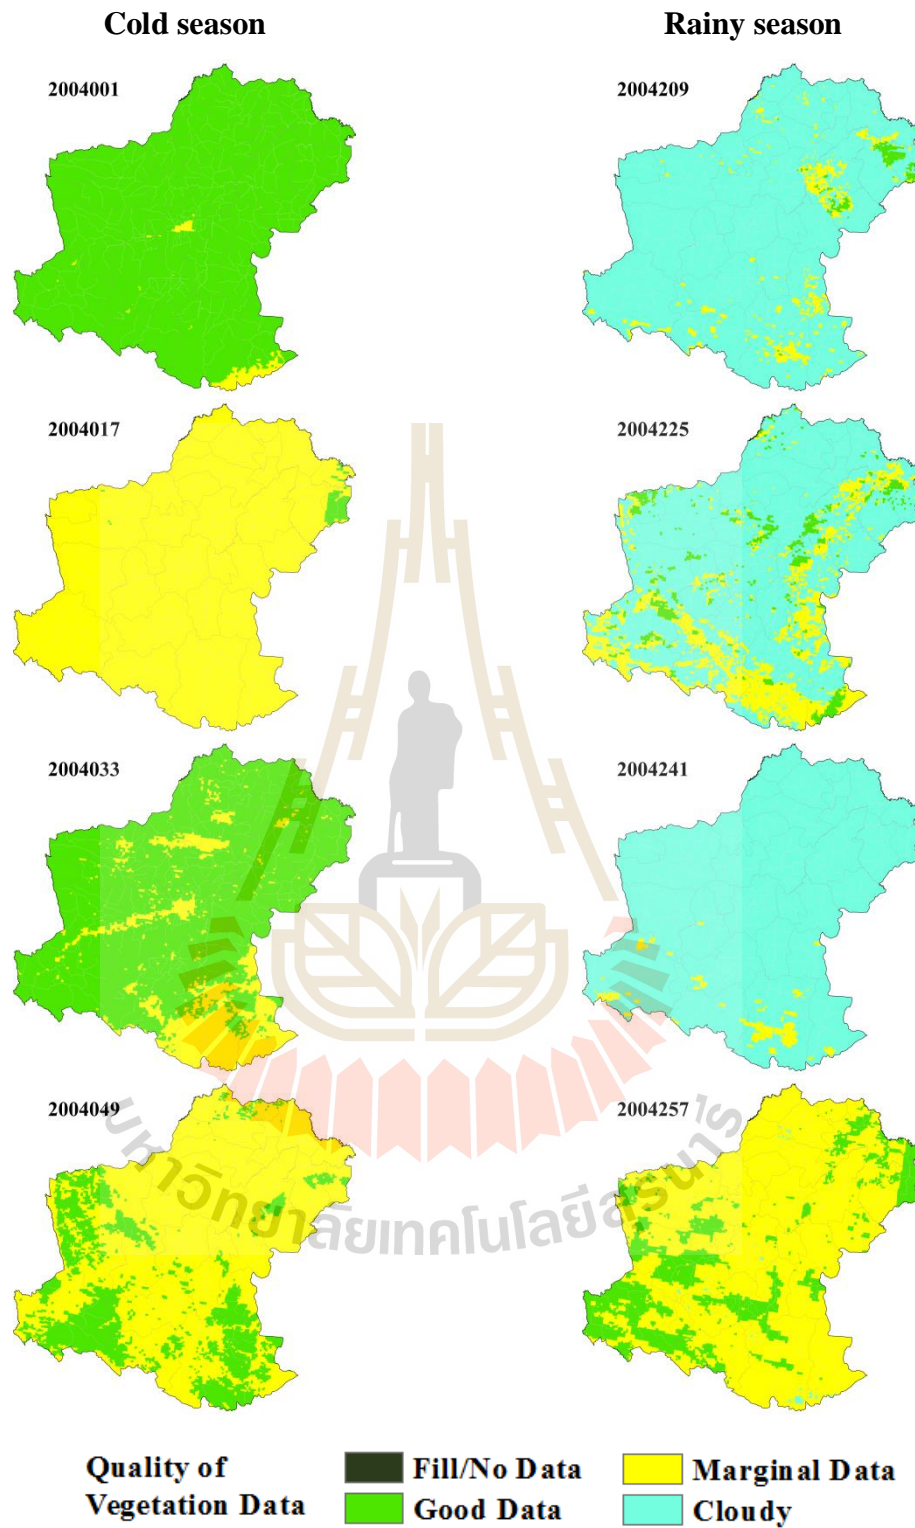 Cold season
Rainy season
2004001
2004209
2004017
2004225
2004033
2004241
2004049
2004257
มหาวิทยาลัยเทคโนโลยีสุรนารี
Quality of
Vegetation Data
Fill/No Data
Good Data
Marginal Data
Cloudy